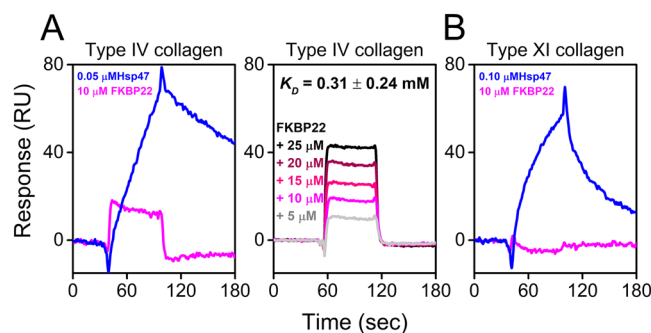 A
B
Type IV collagen
Type IV collagen
Type XI collagen
Response (RU)
80
40
0
0.05 μMHsp47
10 μM FKBP22
0 60 120 180
80
40
0
K_D = 0.31 ± 0.24 mM
FKBP22
+ 25 μM
+ 20 μM
+ 15 μM
+ 10 μM
+ 5 μM
0 60 120 180
80
40
0
0.10 μMHsp47
10 μM FKBP22
0 60 120 180
Time (sec)